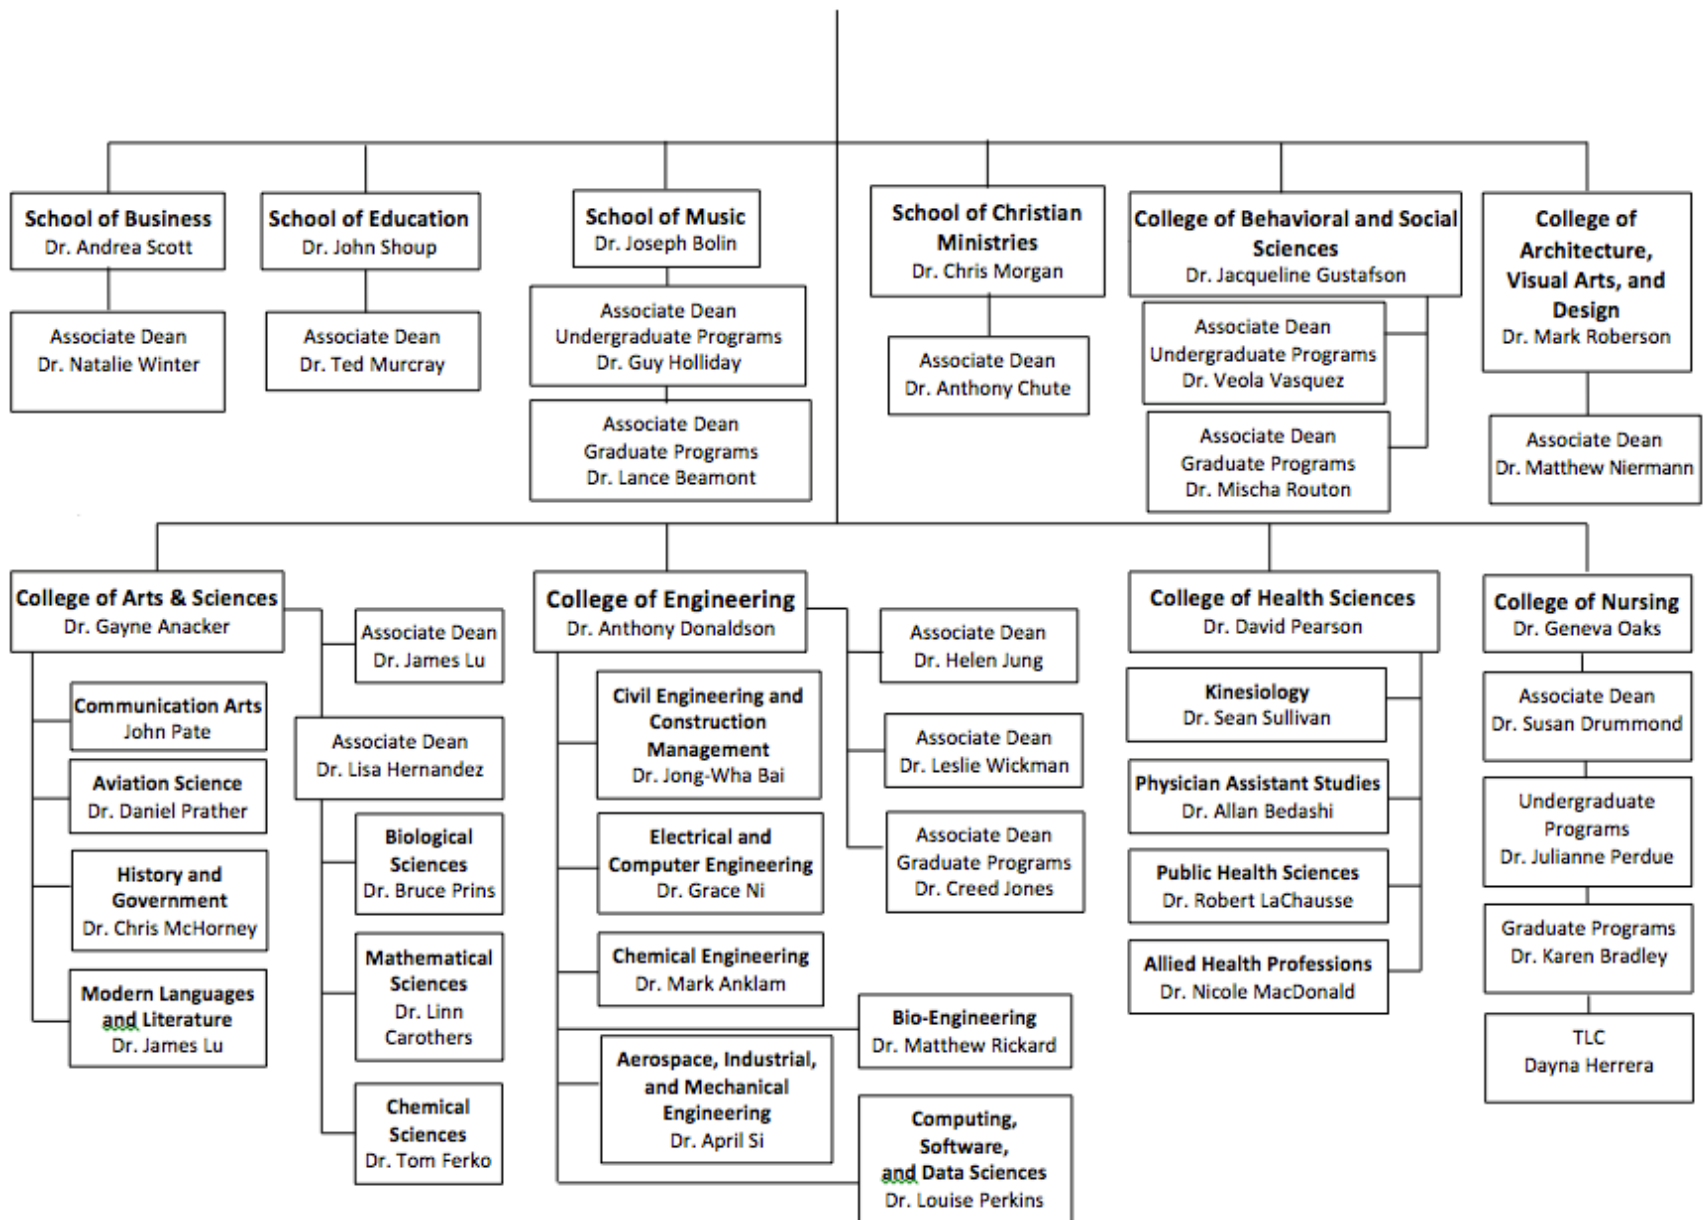 School of Business
Dr. Andrea Scott
Associate Dean
Dr. Natalie Winter
School of Education
Dr. John Shoup
Associate Dean
Dr. Ted Murcray
School of Music
Dr. Joseph Bolin
Associate Dean
Undergraduate Programs
Dr. Guy Holliday
Associate Dean
Graduate Programs
Dr. Lance Beamont
School of Christian
Ministries
Dr. Chris Morgan
Associate Dean
Dr. Anthony Chute
College of Behavioral and Social
Sciences
Dr. Jacqueline Gustafson
Associate Dean
Undergraduate Programs
Dr. Veola Vasquez
Associate Dean
Graduate Programs
Dr. Mischa Routon
College of
Architecture,
Visual Arts, and
Design
Dr. Mark Roberson
Associate Dean
Dr. Matthew Niermann
College of Arts & Sciences
Dr. Gayne Anacker
Communication Arts
John Pate
Aviation Science
Dr. Daniel Prather
History and
Government
Dr. Chris McHorney
Modern Languages
and Literature
Dr. James Lu
Associate Dean
Dr. James Lu
Associate Dean
Dr. Lisa Hernandez
Biological
Sciences
Dr. Bruce Prins
Mathematical
Sciences
Dr. Linn
Carothers
Chemical
Sciences
Dr. Tom Ferko
College of Engineering
Dr. Anthony Donaldson
Civil Engineering and
Construction
Management
Dr. Jong-Wha Bai
Electrical and
Computer Engineering
Dr. Grace Ni
Chemical Engineering
Dr. Mark Anklam
Aerospace, Industrial,
and Mechanical
Engineering
Dr. April Si
Associate Dean
Dr. Helen Jung
Associate Dean
Dr. Leslie Wickman
Associate Dean
Graduate Programs
Dr. Creed Jones
Bio-Engineering
Dr. Matthew Rickard
Computing,
Software,
and Data Sciences
Dr. Louise Perkins
College of Health Sciences
Dr. David Pearson
Kinesiology
Dr. Sean Sullivan
Physician Assistant Studies
Dr. Allan Bedashi
Public Health Sciences
Dr. Robert LaChausse
Allied Health Professions
Dr. Nicole MacDonald
College of Nursing
Dr. Geneva Oaks
Associate Dean
Dr. Susan Drummond
Undergraduate
Programs
Dr. Julianne Perdue
Graduate Programs
Dr. Karen Bradley
TLC
Dayna Herrera